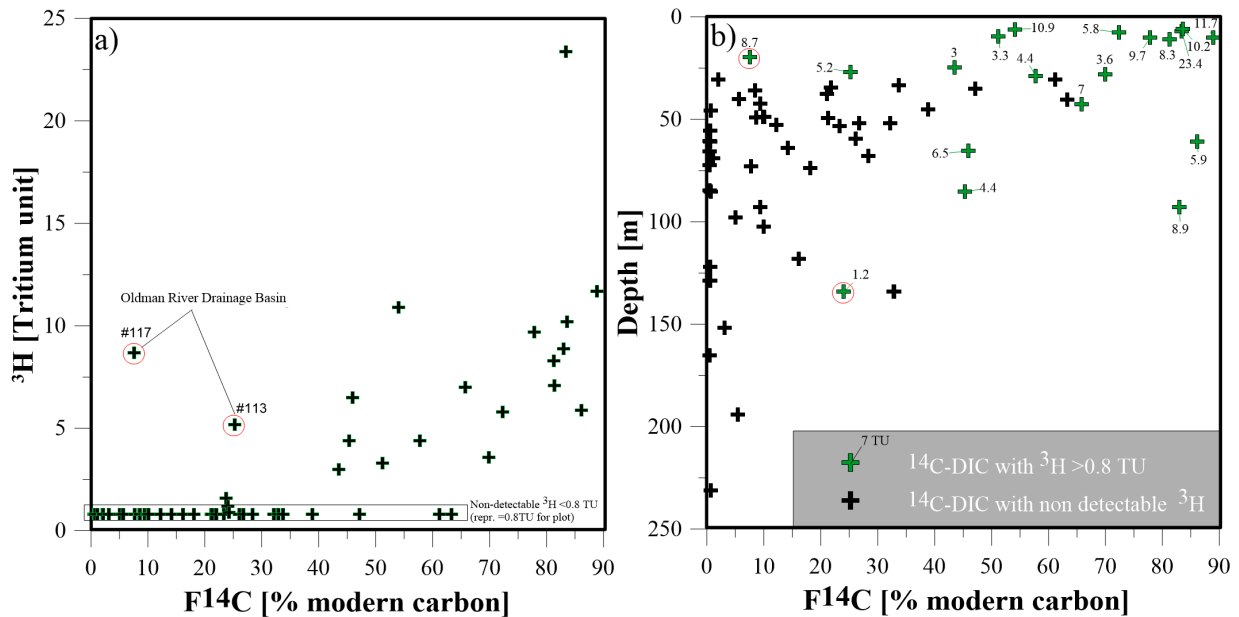 a)
25
20
15
10
5
0
³H [Tritium unit]
Oldman River Drainage Basin
#117
#113
Non-detectable ³H <0.8 TU
(repr. =0.8TU for plot)
0 10 20 30 40 50 60 70 80 90
F¹⁴C [% modern carbon]
b)
0
50
100
150
200
250
Depth [m]
8.7
5.2
3
3.3
10.9
4.4
5.8
3.6
7
9.7
8.3
11.7
10.2
23.4
6.5
4.4
5.9
8.9
1.2
7 TU
¹⁴C-DIC with ³H >0.8 TU
¹⁴C-DIC with non detectable ³H
0 10 20 30 40 50 60 70 80 90
F¹⁴C [% modern carbon]